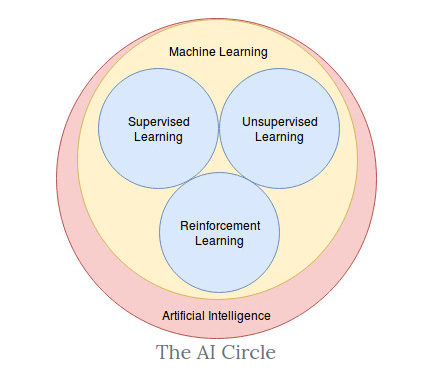 Machine Learning
Supervised
Learning
Unsupervised
Learning
Reinforcement
Learning
Artificial Intelligence
The AI Circle